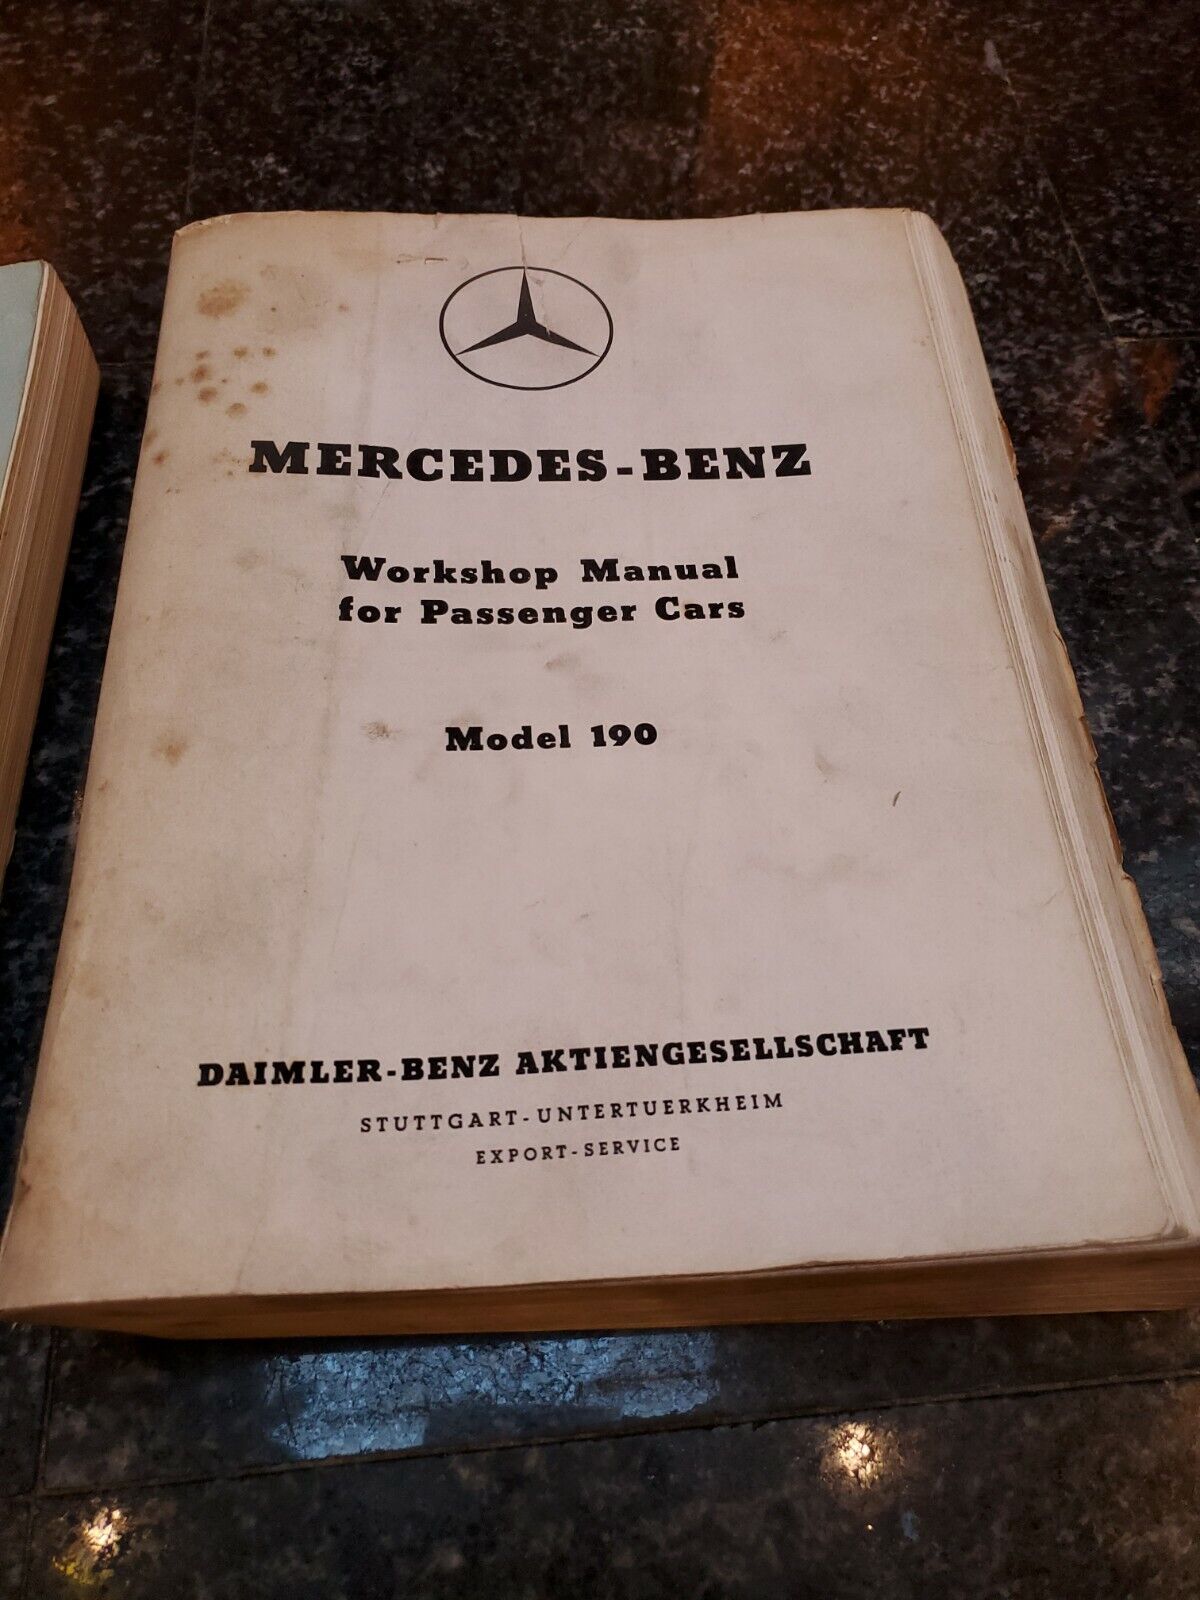 MERCEDES-BENZ
Workshop Manual
for Passenger Cars
Model 190
DAIMLER-BENZ AKTIENGESELLSCHAFT
STUTTGART-UNTERTUERKHEIM
EXPORT-SERVICE